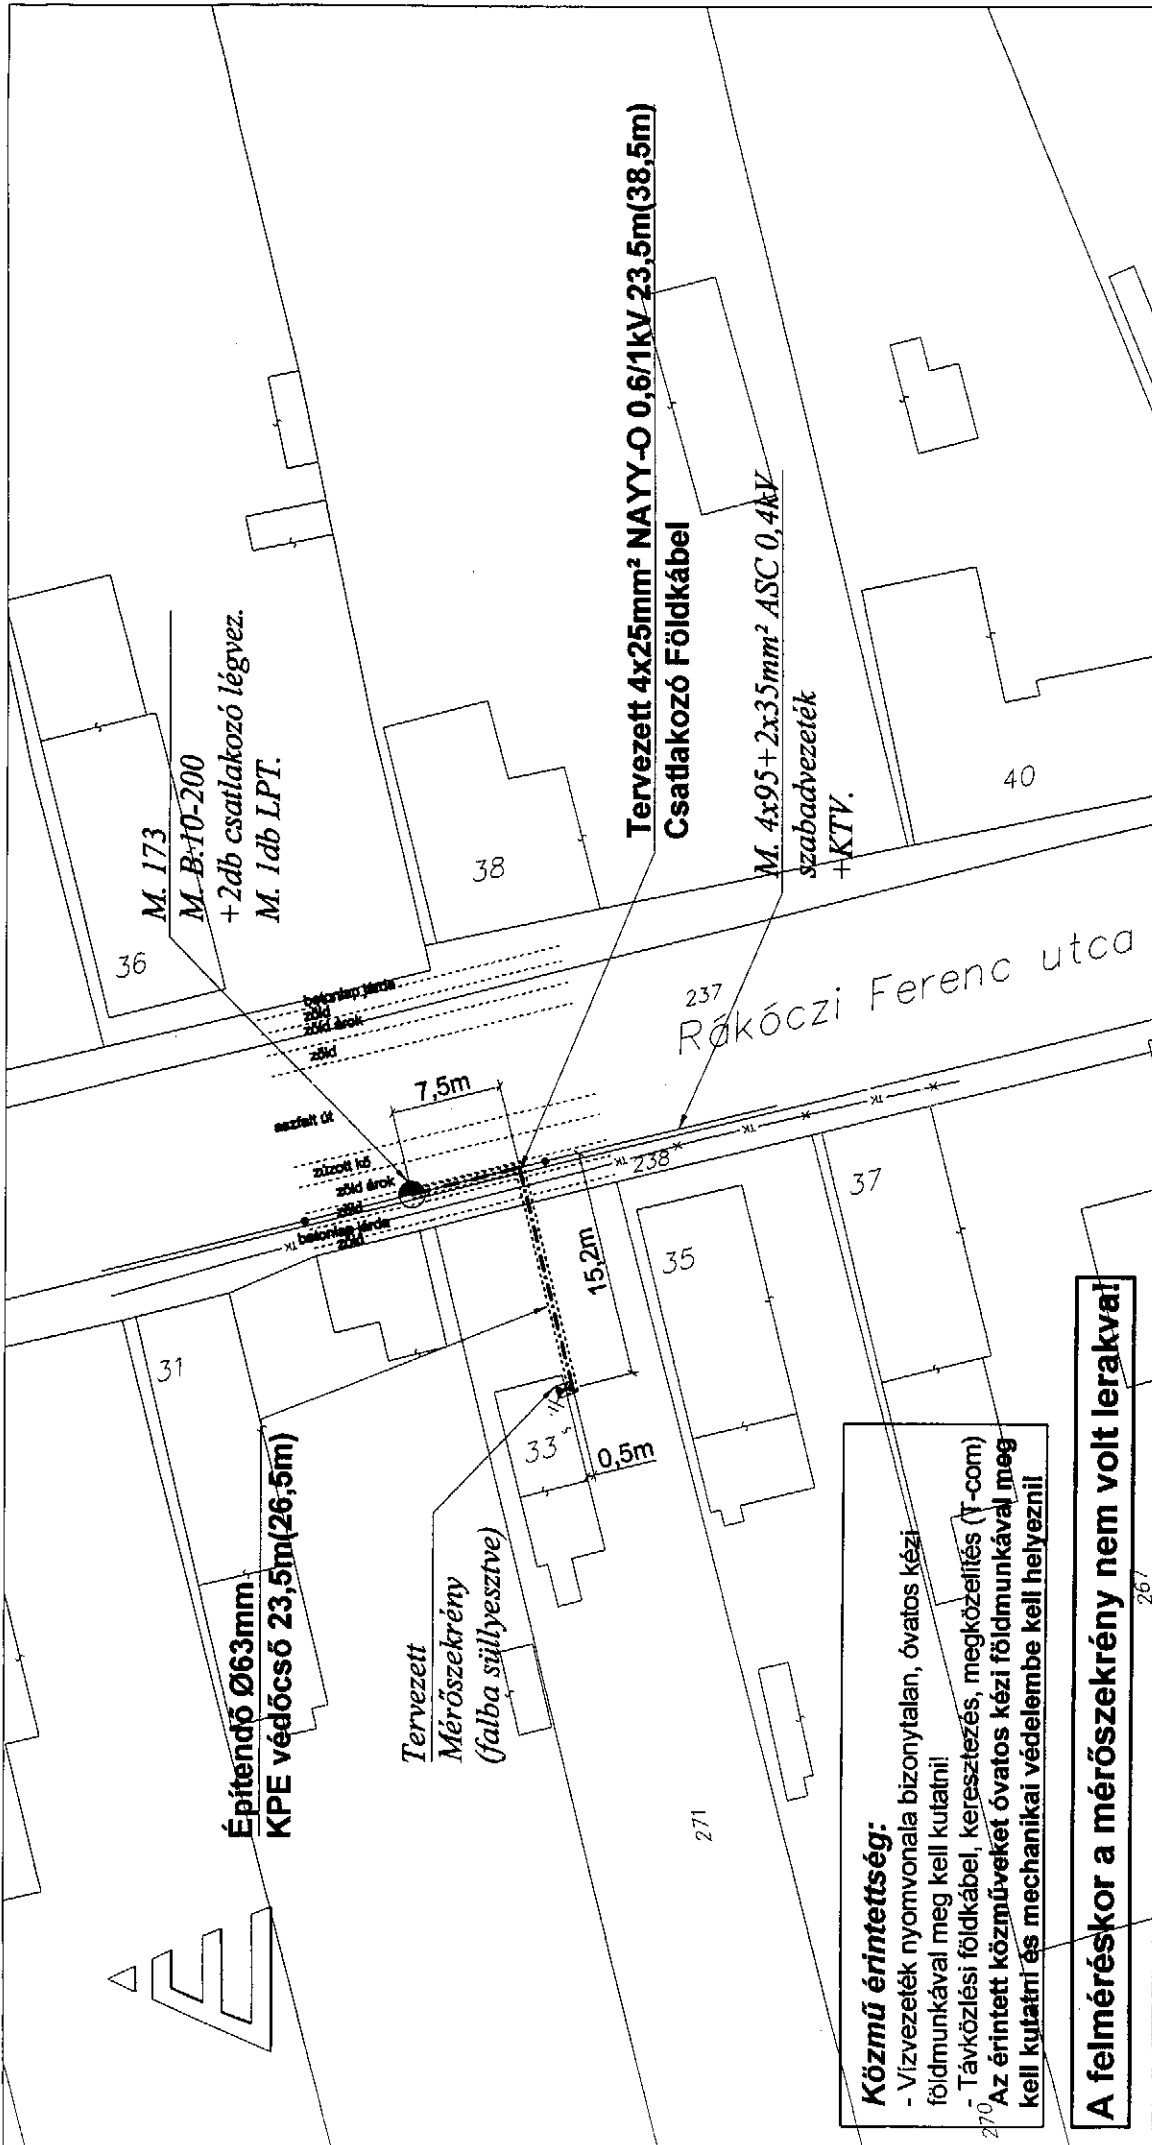 M. 173
M. B-10-200
+2db csatlakozó légvez.
M. 1db LPT.
36
38
40
Tervezett 4x25mm² NAYY-O 0,6/1kV 23,5m(38,5m)
Csatlakozó Földkábel
M. 4x95+2x35mm² ASC 0,4kV
szabadvezeték
+KTV.
betonlap járda
zöld
zöld árok
zöld
aszfalt út
zúzott kő
zöld árok
zöld
betonlap járda
zöld
7,5m
15,2m
0,5m
237
Rákóczi Ferenc utca
238
TK
TK
TK
TK
TK
31
33
35
37
Építendő Ø63mm
KPE védőcső 23,5m(26,5m)
Tervezett
Mérőszekrény
(falba süllyesztve)
É
271
270
267
Közmű érintettség:
- Vízvezeték nyomvonala bizonytalan, óvatos kézi
földmunkával meg kell kutatni!
- Távközlési földkábel, keresztezés, megközelítés (T-com)
Az érintett közműveket óvatos kézi földmunkával meg
kell kutatni és mechanikai védelembe kell helyezni!
A felméréskor a mérőszekrény nem volt lerakva!